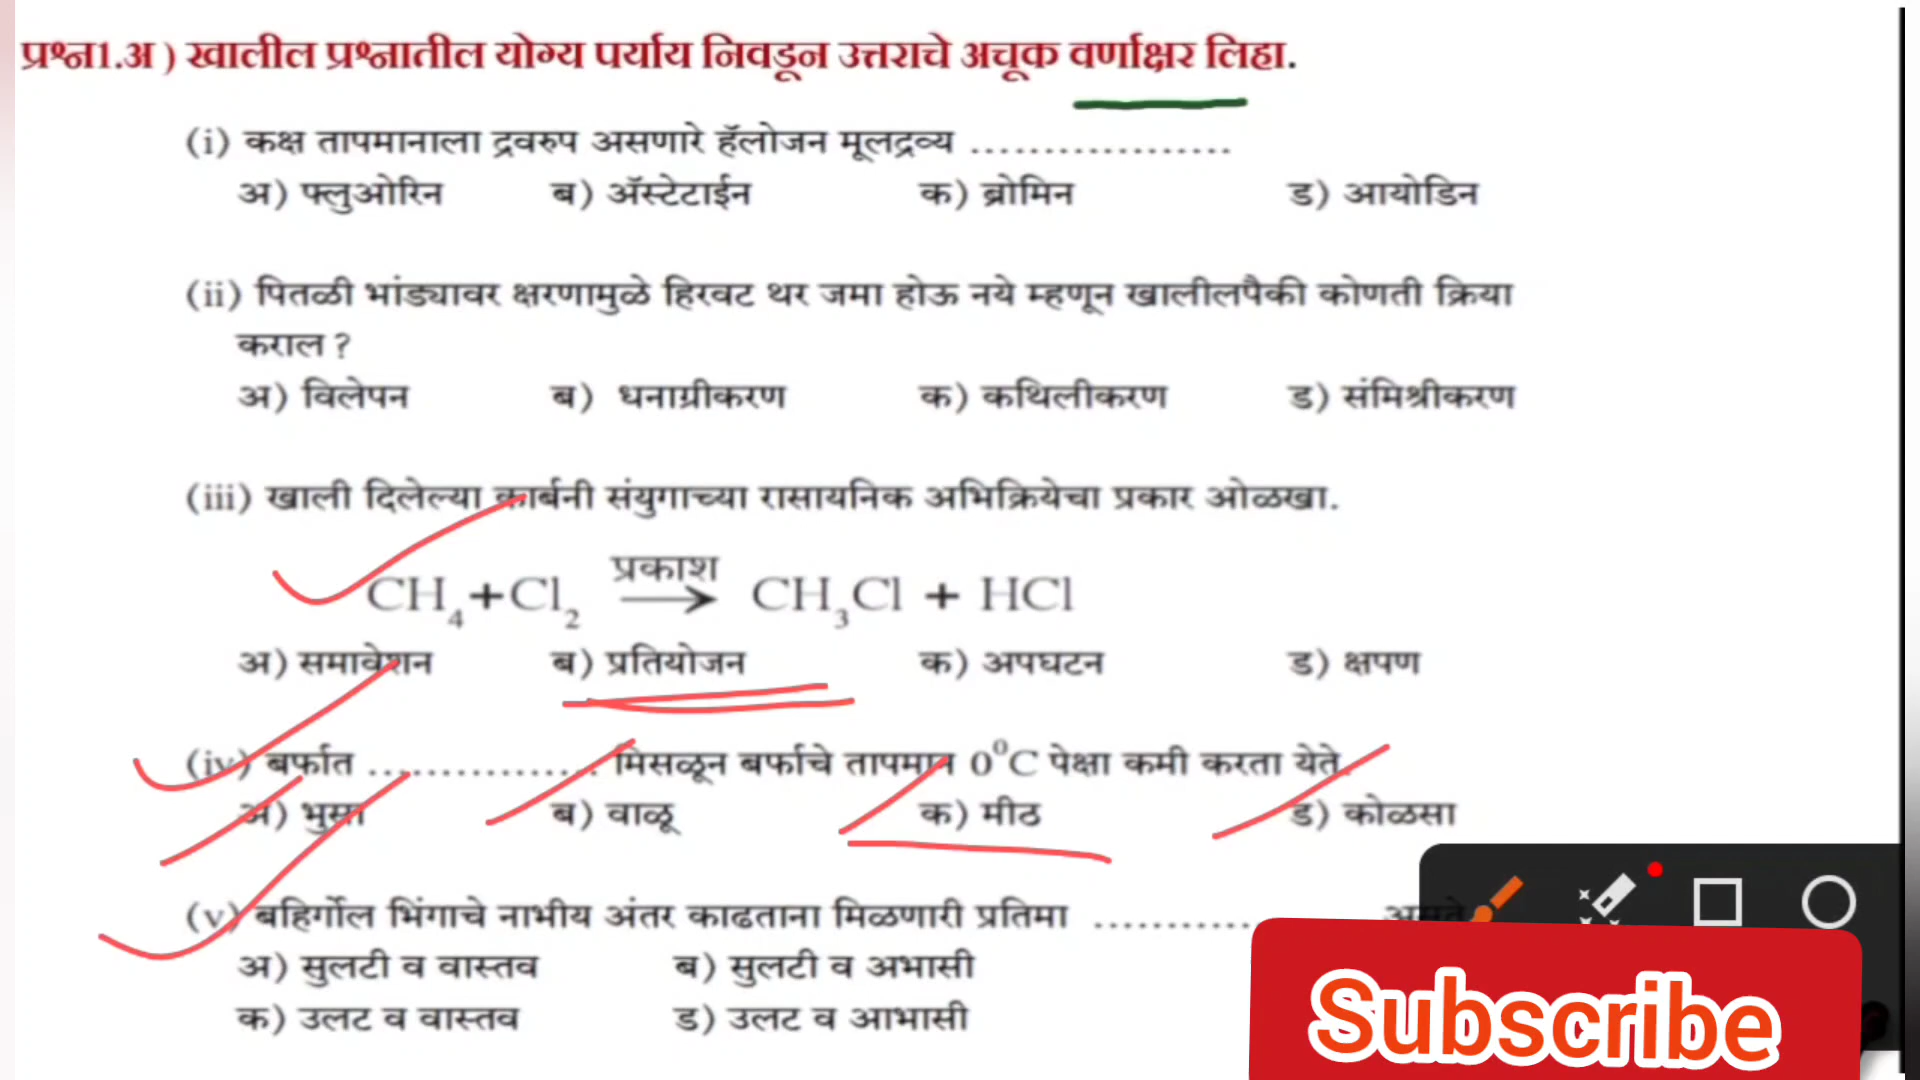 प्रश्न1.अ ) खालील प्रश्नातील योग्य पर्याय निवडून उत्तराचे अचूक वर्णाक्षर लिहा.
(i) कक्ष तापमानाला द्रवरुप असणारे हॅलोजन मूलद्रव्य ..................
अ) फ्लुओरिन ब) ॲस्टेटाईन क) ब्रोमिन ड) आयोडिन
(ii) पितळी भांड्यावर क्षरणामुळे हिरवट थर जमा होऊ नये म्हणून खालीलपैकी कोणती क्रिया
कराल ?
अ) विलेपन ब) धनाग्रीकरण क) कथिलीकरण ड) संमिश्रीकरण
(iii) खाली दिलेल्या कार्बनी संयुगाच्या रासायनिक अभिक्रियेचा प्रकार ओळखा.
प्रकाश
CH₄+Cl₂ → CH₃Cl + HCl
अ) समावेशन ब) प्रतियोजन क) अपघटन ड) क्षपण
(iv) बर्फात ................ मिसळून बर्फाचे तापमान 0⁰C पेक्षा कमी करता येते.
अ) भुसा ब) वाळू क) मीठ ड) कोळसा
(v) बहिर्गोल भिंगाचे नाभीय अंतर काढताना मिळणारी प्रतिमा ........... असते
अ) सुलटी व वास्तव ब) सुलटी व अभासी
क) उलट व वास्तव ड) उलट व आभासी
Subscribe